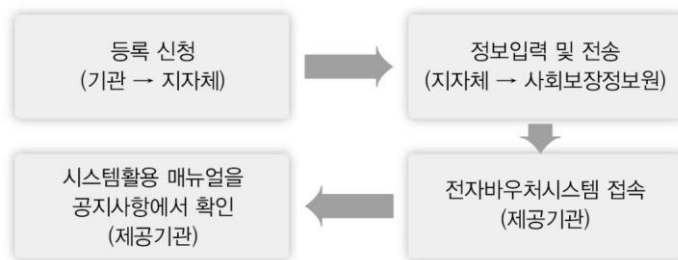 등록 신청
(기관 → 지자체)
정보입력 및 전송
(지자체 → 사회보장정보원)
전자바우처시스템 접속
(제공기관)
시스템활용 매뉴얼을
공지사항에서 확인
(제공기관)